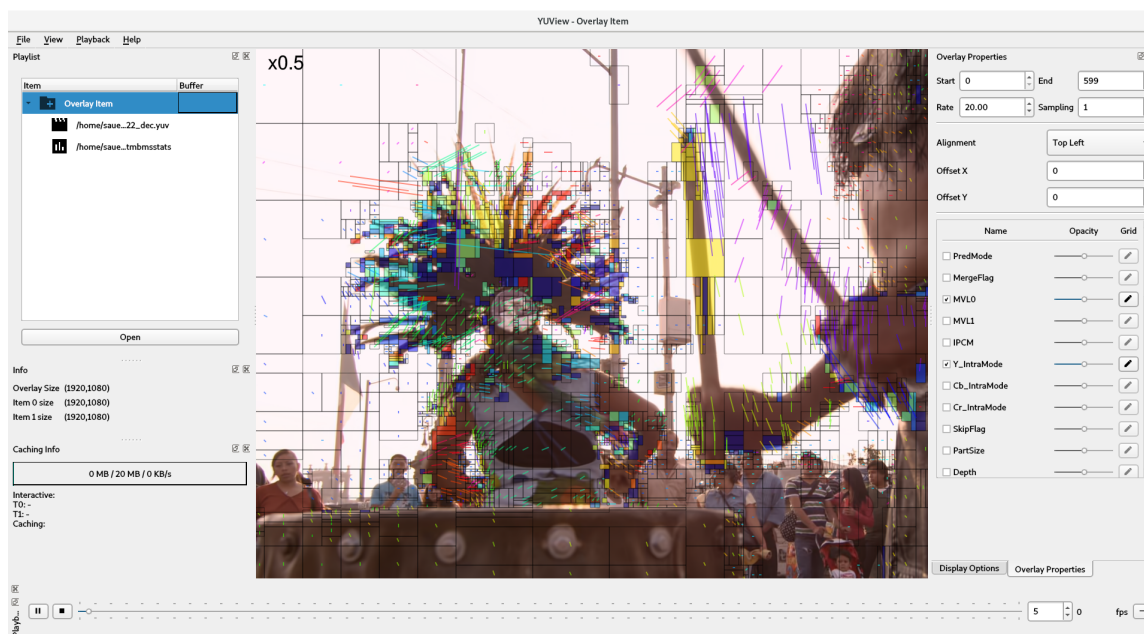 YUView - Overlay Item
File View Playback Help
Playlist
Item Buffer
Overlay Item
/home/saue...22_dec.yuv
/home/saue...tmbmsstats
Open
Info
Overlay Size (1920,1080)
Item 0 size (1920,1080)
Item 1 size (1920,1080)
Caching Info
0 MB / 20 MB / 0 KB/s
Interactive:
T0: -
T1: -
Caching:
x0.5
Overlay Properties
Start 0 End 599
Rate 20.00 Sampling 1
Alignment Top Left
Offset X 0
Offset Y 0
Name Opacity Grid
PredMode
MergeFlag
MVL0
MVL1
IPCM
Y_IntraMode
Cb_IntraMode
Cr_IntraMode
SkipFlag
PartSize
Depth
Display Options Overlay Properties
Playb...
5 0 fps